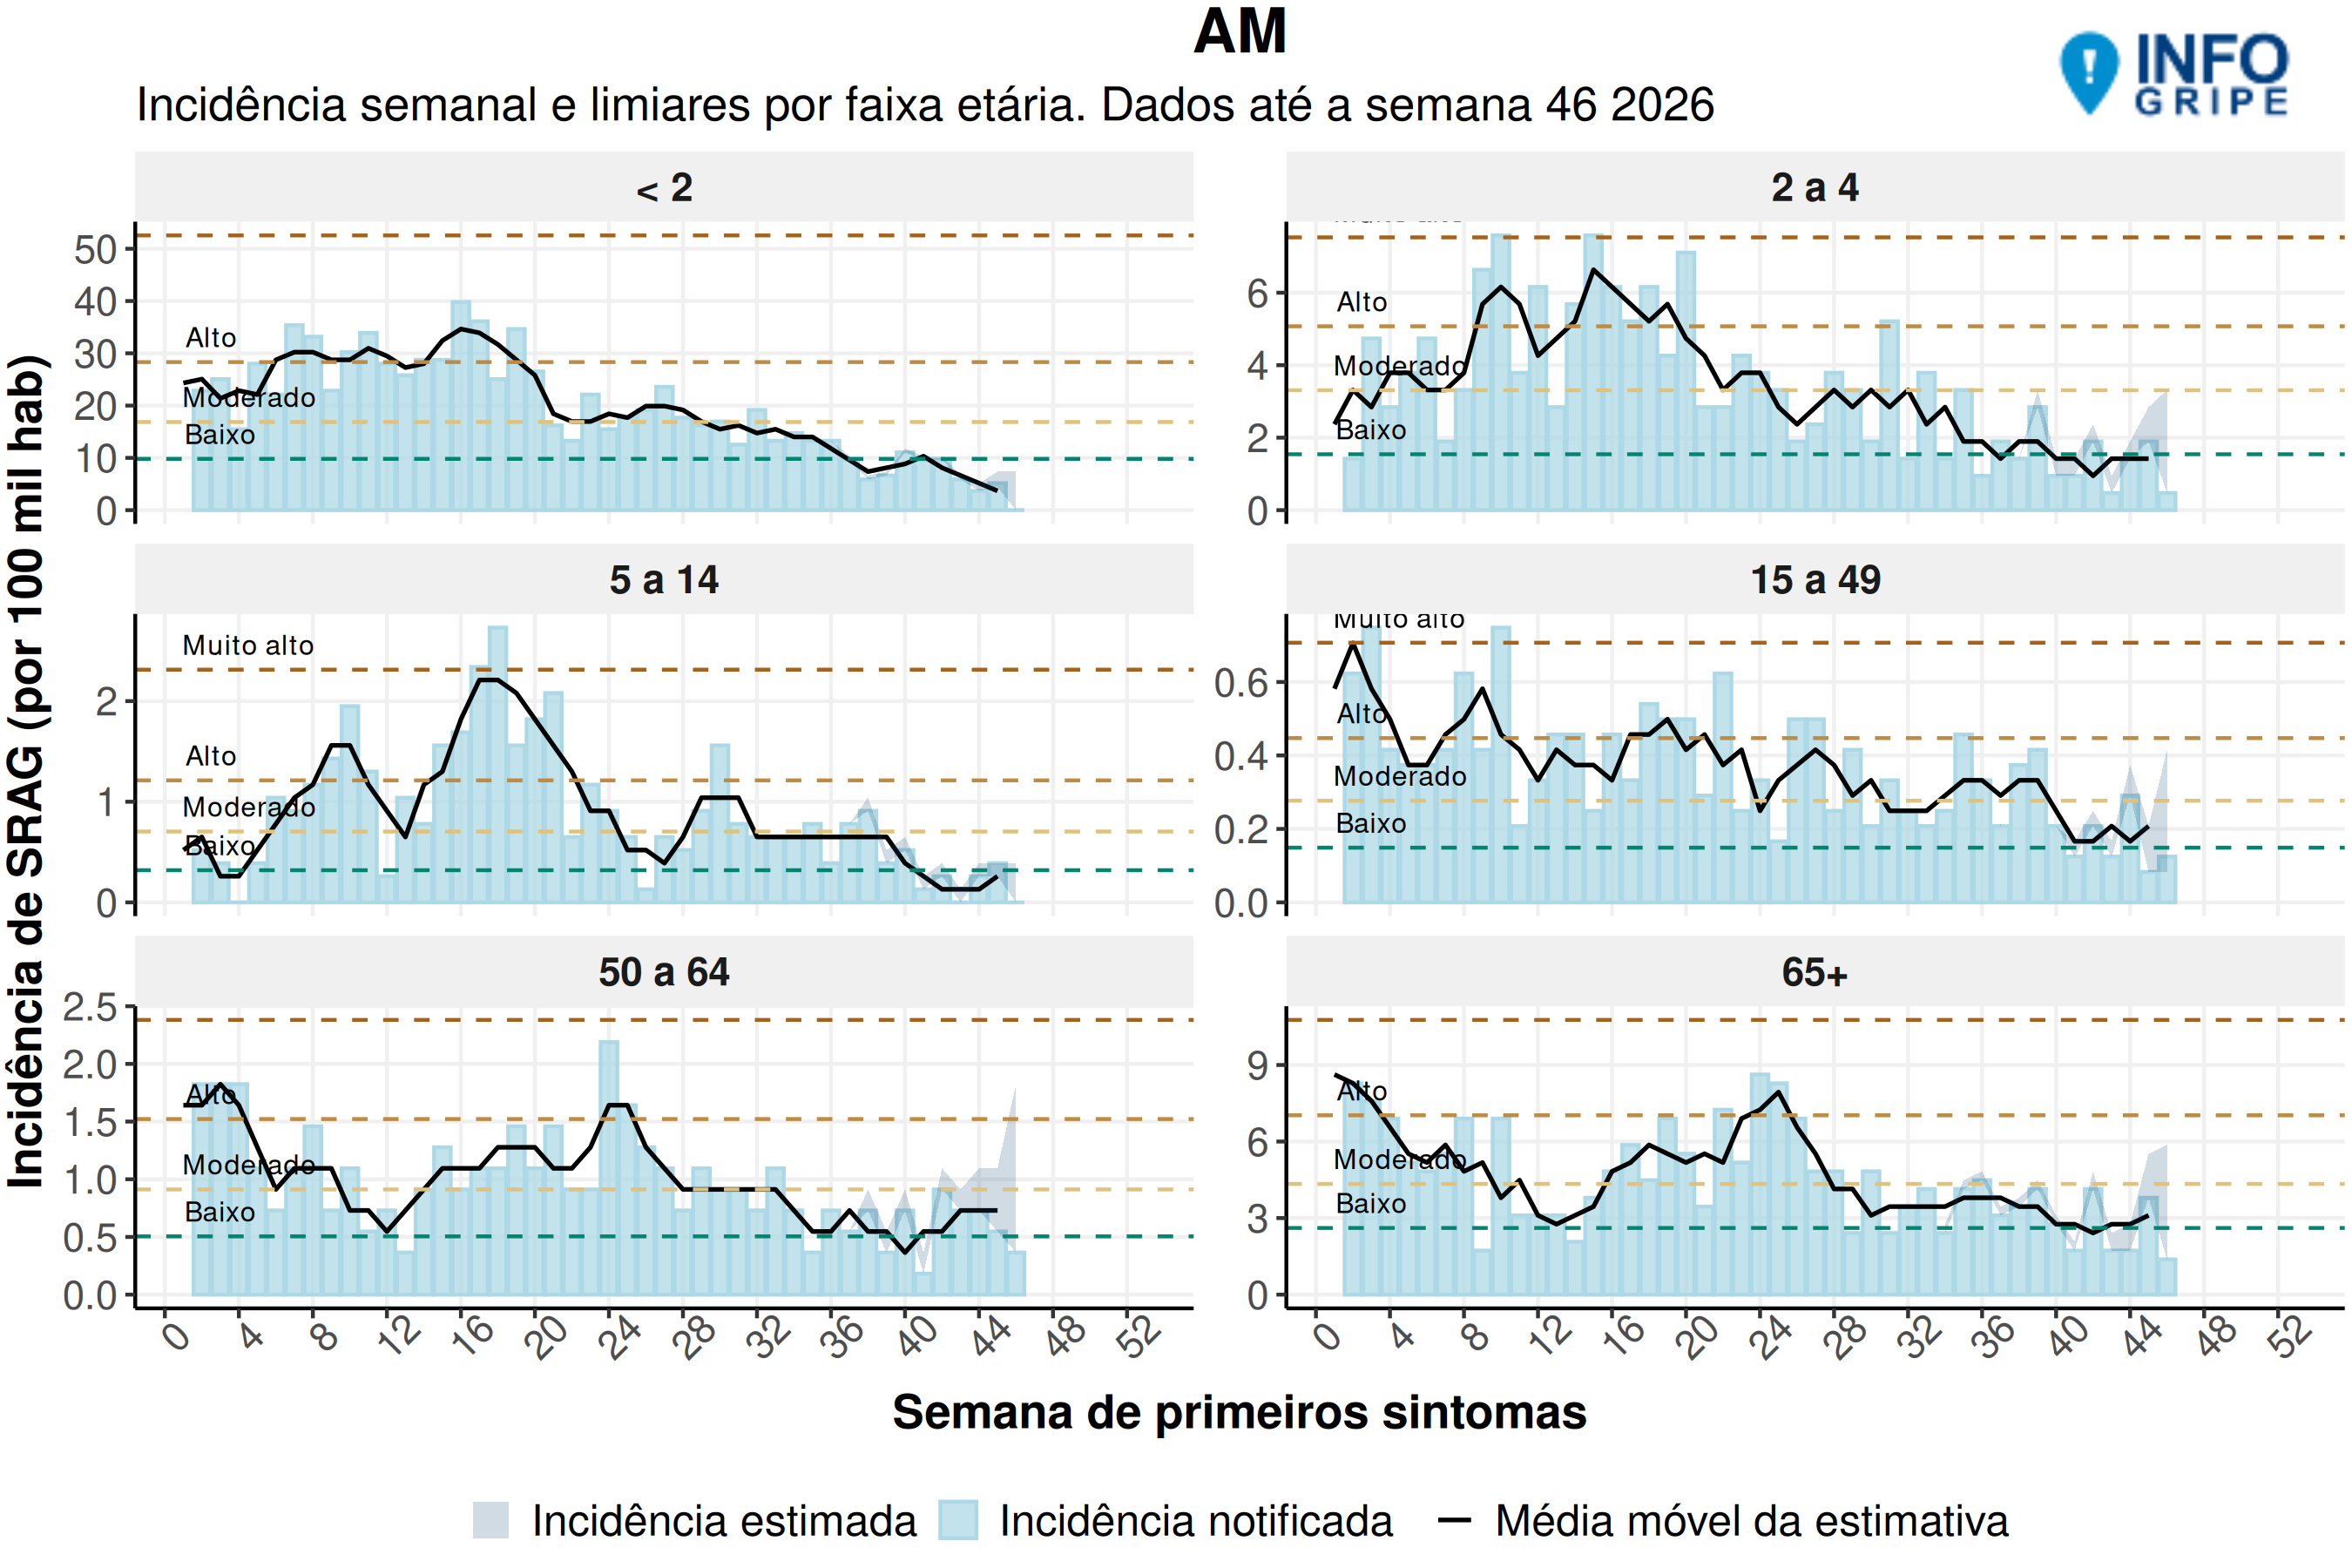 AM
INFO
GRIPE
Incidência semanal e limiares por faixa etária. Dados até a semana 46 2026
Incidência de SRAG (por 100 mil hab)
< 2
50
40
30
20
10
0
Alto
Moderado
Baixo
2 a 4
6
4
2
0
Alto
Moderado
Baixo
5 a 14
2
1
0
Muito alto
Alto
Moderado
Baixo
15 a 49
0.6
0.4
0.2
0.0
Muito alto
Alto
Moderado
Baixo
50 a 64
2.5
2.0
1.5
1.0
0.5
0.0
Alto
Moderado
Baixo
0 4 8 12 16 20 24 28 32 36 40 44 48 52
65+
9
6
3
0
Alto
Moderado
Baixo
0 4 8 12 16 20 24 28 32 36 40 44 48 52
Semana de primeiros sintomas
Incidência estimada Incidência notificada Média móvel da estimativa